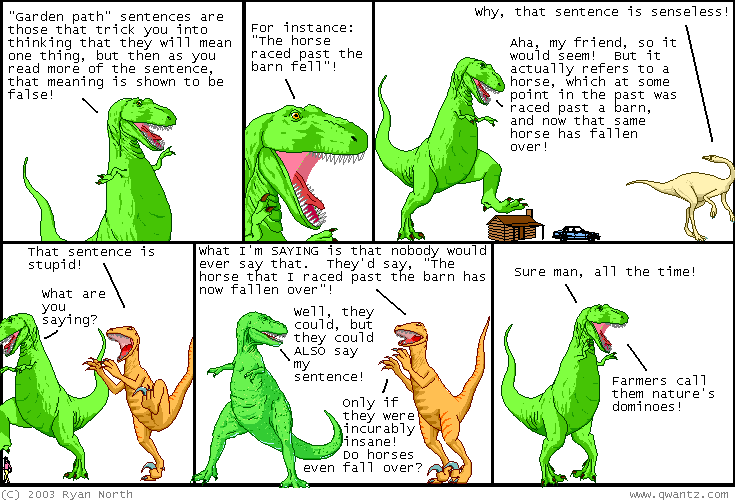 "Garden path" sentences are
those that trick you into
thinking that they will mean
one thing, but then as you
read more of the sentence,
that meaning is shown to be
false!
For instance:
"The horse
raced past the
barn fell"!
Why, that sentence is senseless!
Aha, my friend, so it
would seem! But it
actually refers to a
horse, which at some
point in the past was
raced past a barn,
and now that same
horse has fallen
over!
That sentence is
stupid!
What are
you
saying?
What I'm SAYING is that nobody would
ever say that. They'd say, "The
horse that I raced past the barn has
now fallen over"!
Well, they
could, but
they could
ALSO say
my
sentence!
Only if
they were
incurably
insane!
Do horses
even fall over?
Sure man, all the time!
Farmers call
them nature's
dominoes!
(C) 2003 Ryan North
www.qwantz.com